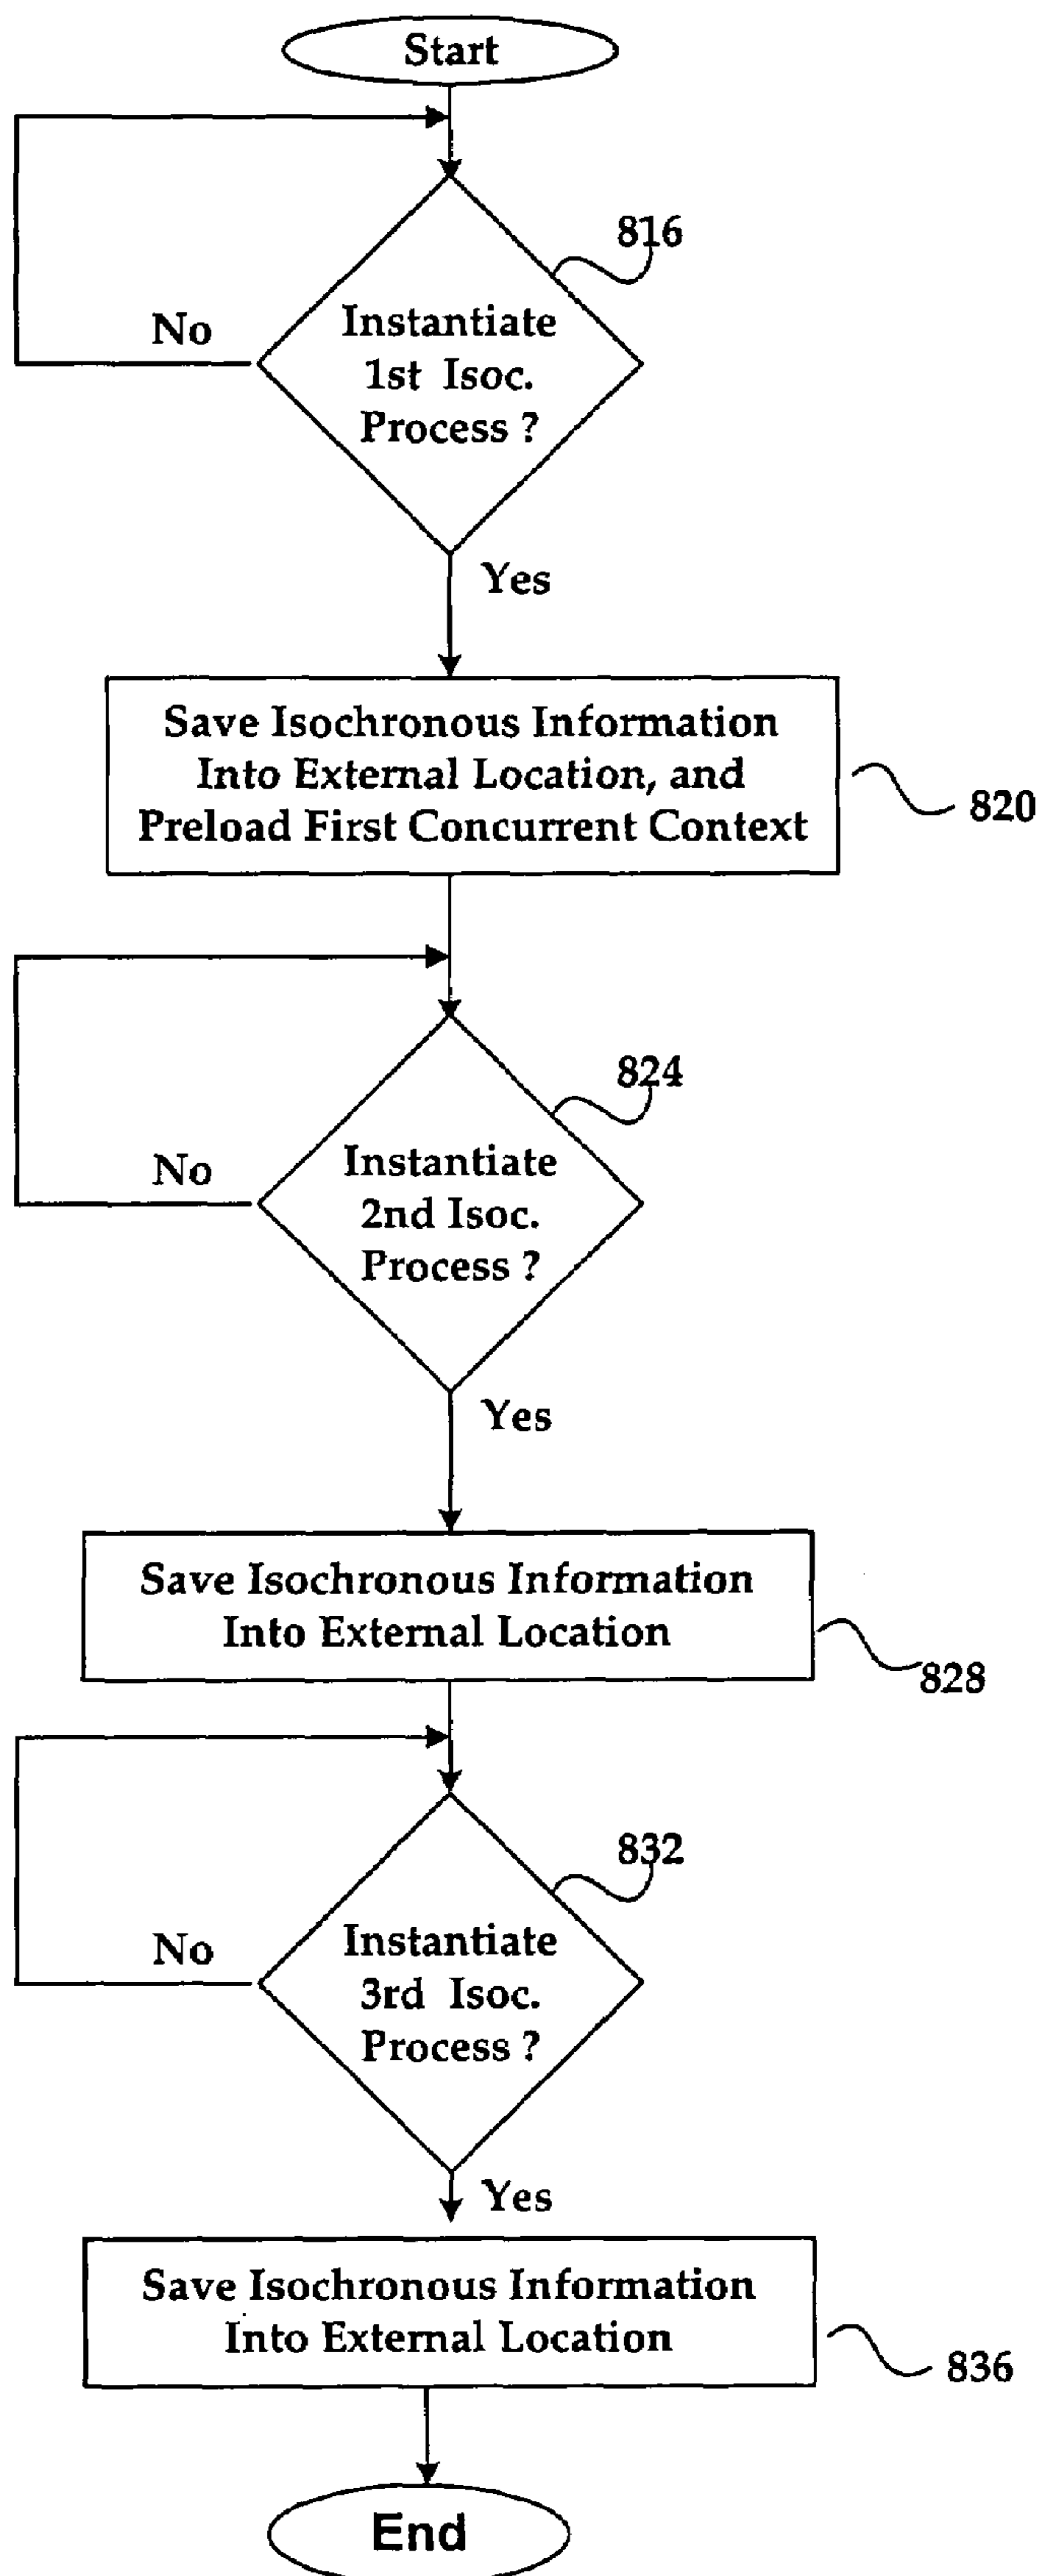 Start
816
Instantiate
1st Isoc.
Process ?
No
Yes
Save Isochronous Information
Into External Location, and
Preload First Concurrent Context
820
824
Instantiate
2nd Isoc.
Process ?
No
Yes
Save Isochronous Information
Into External Location
828
832
Instantiate
3rd Isoc.
Process ?
No
Yes
Save Isochronous Information
Into External Location
836
End